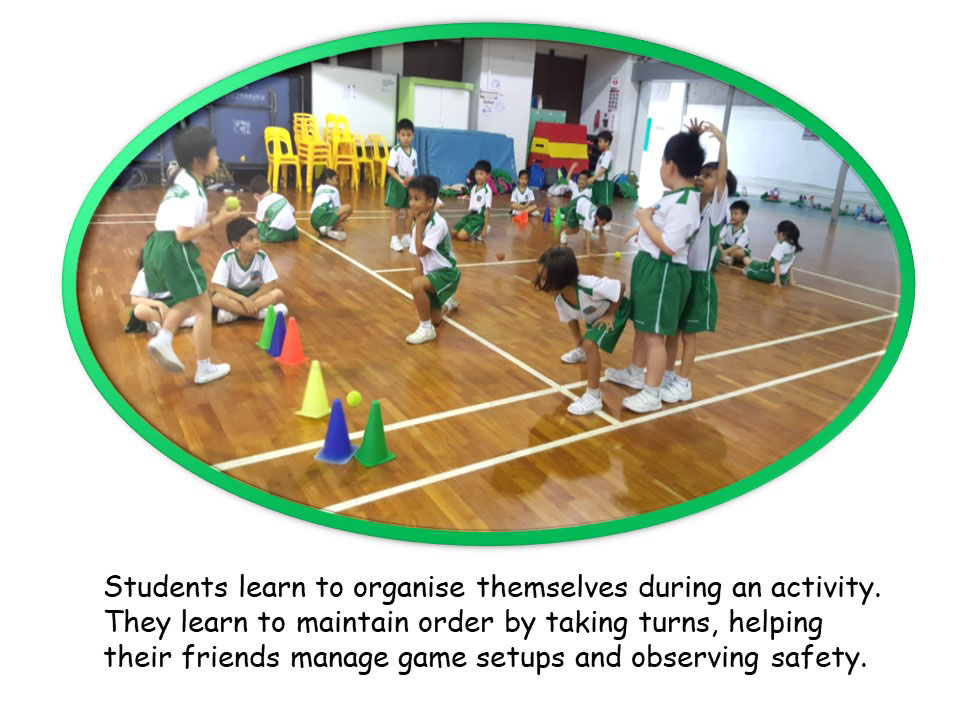 Students learn to organise themselves during an activity.
They learn to maintain order by taking turns, helping
their friends manage game setups and observing safety.